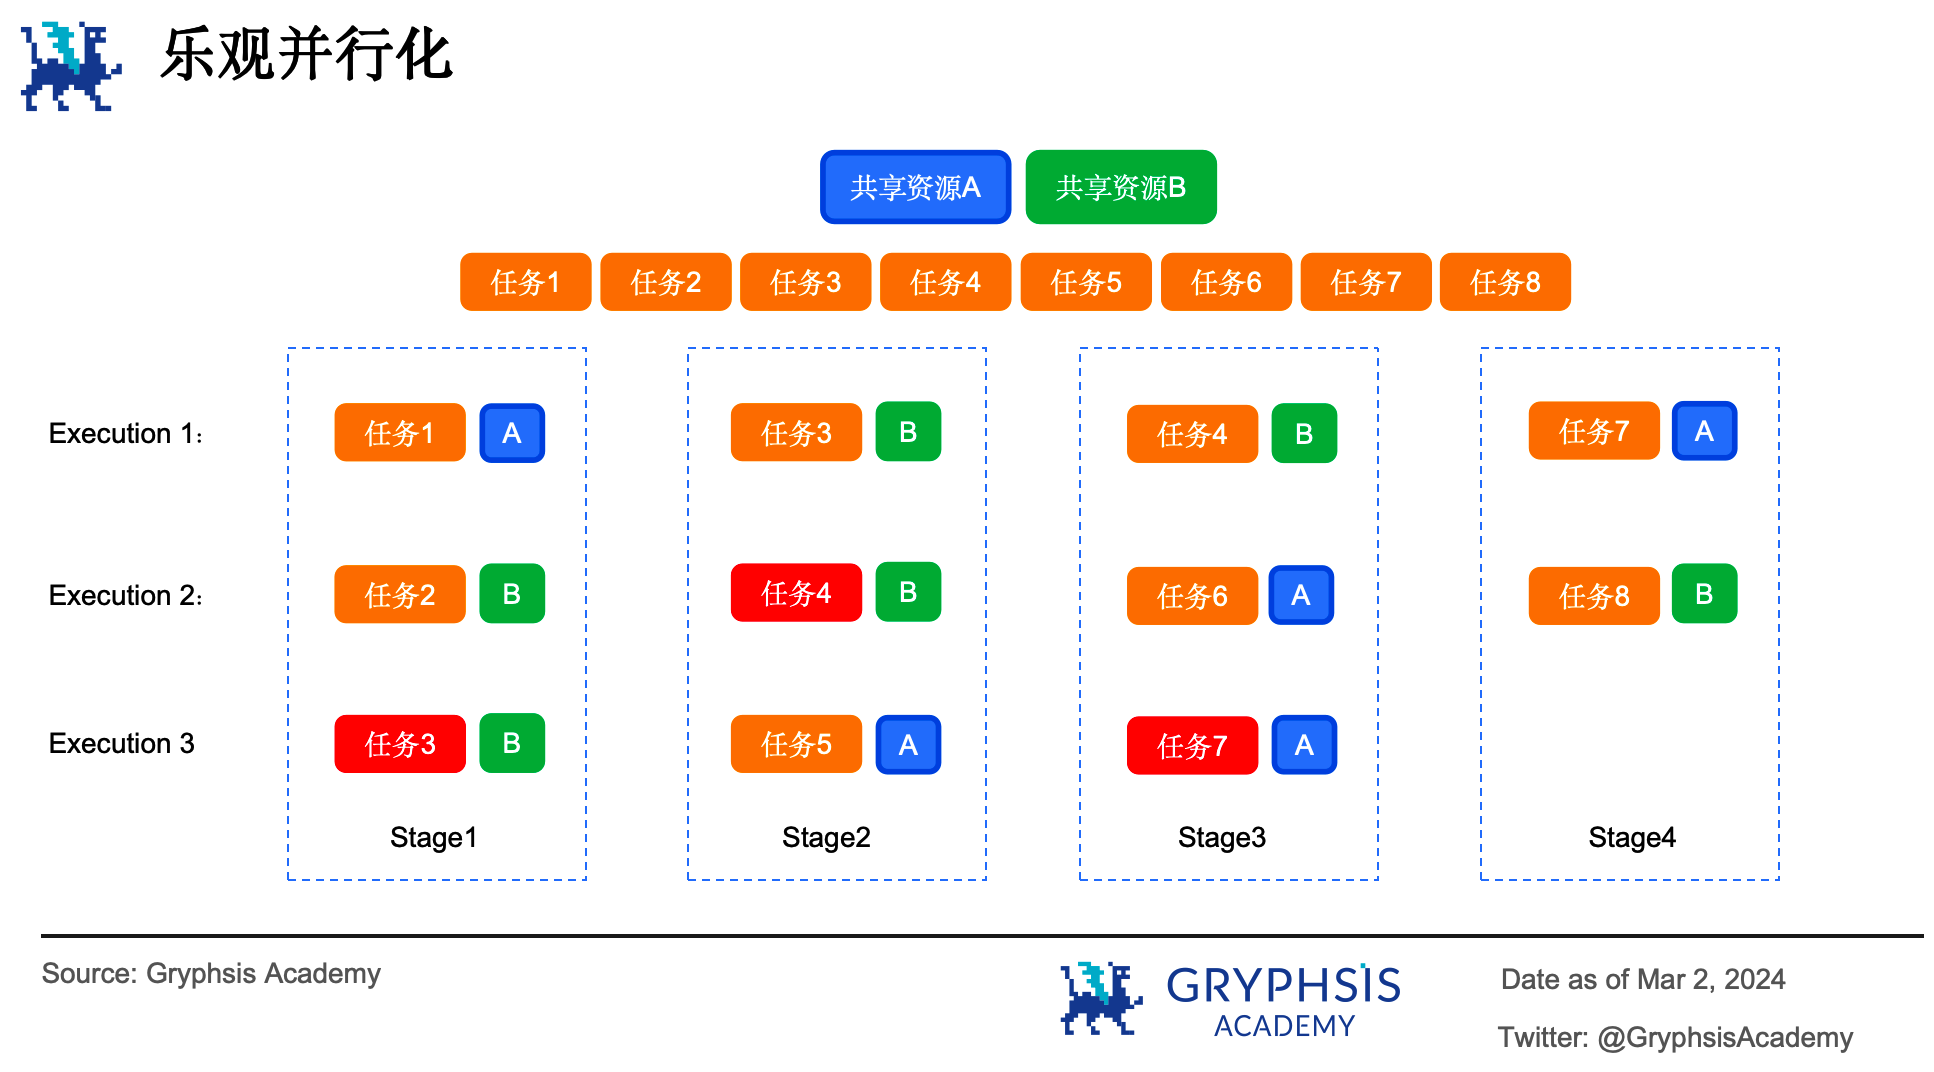 乐观并行化
共享资源A 共享资源B
任务1 任务2 任务3 任务4 任务5 任务6 任务7 任务8
Execution 1： 任务1 A 任务3 B 任务4 B 任务7 A
Execution 2： 任务2 B 任务4 B 任务6 A 任务8 B
Execution 3 任务3 B 任务5 A 任务7 A
Stage1 Stage2 Stage3 Stage4
Source: Gryphsis Academy
GRYPHSIS
ACADEMY
Date as of Mar 2, 2024
Twitter: @GryphsisAcademy